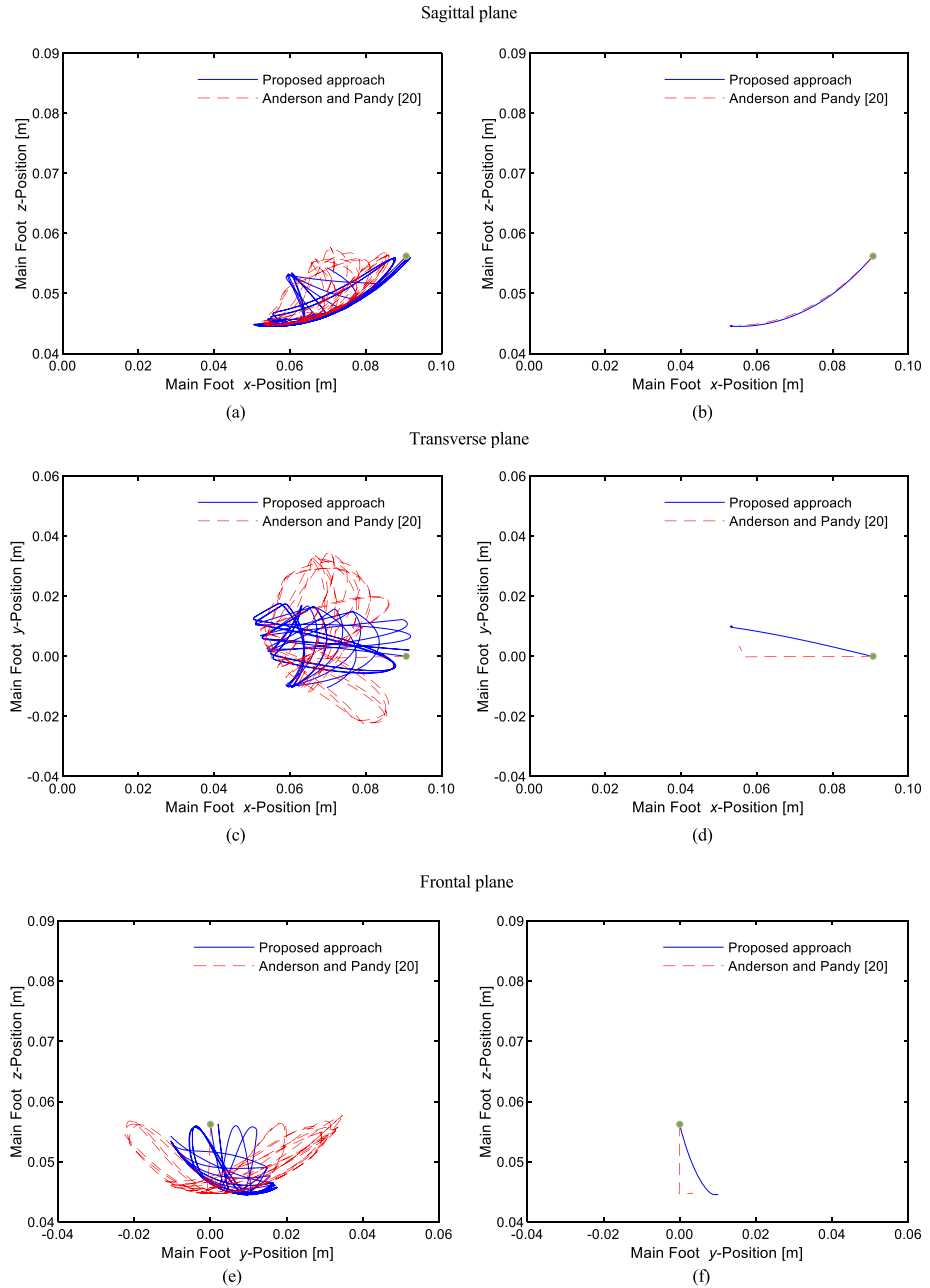 Sagittal plane
0.09
0.08
0.07
0.06
0.05
0.04
Main Foot z-Position [m]
Proposed approach
Anderson and Pandy [20]
0.00 0.02 0.04 0.06 0.08 0.10
Main Foot x-Position [m]
(a)
0.09
0.08
0.07
0.06
0.05
0.04
Main Foot z-Position [m]
Proposed approach
Anderson and Pandy [20]
0.00 0.02 0.04 0.06 0.08 0.10
Main Foot x-Position [m]
(b)
Transverse plane
0.06
0.04
0.02
0.00
-0.02
-0.04
Main Foot y-Position [m]
Proposed approach
Anderson and Pandy [20]
0.00 0.02 0.04 0.06 0.08 0.10
Main Foot x-Position [m]
(c)
0.06
0.04
0.02
0.00
-0.02
-0.04
Main Foot y-Position [m]
Proposed approach
Anderson and Pandy [20]
0.00 0.02 0.04 0.06 0.08 0.10
Main Foot x-Position [m]
(d)
Frontal plane
0.09
0.08
0.07
0.06
0.05
0.04
Main Foot z-Position [m]
Proposed approach
Anderson and Pandy [20]
-0.04 -0.02 0.00 0.02 0.04 0.06
Main Foot y-Position [m]
(e)
0.09
0.08
0.07
0.06
0.05
0.04
Main Foot z-Position [m]
Proposed approach
Anderson and Pandy [20]
-0.04 -0.02 0.00 0.02 0.04 0.06
Main Foot y-Position [m]
(f)